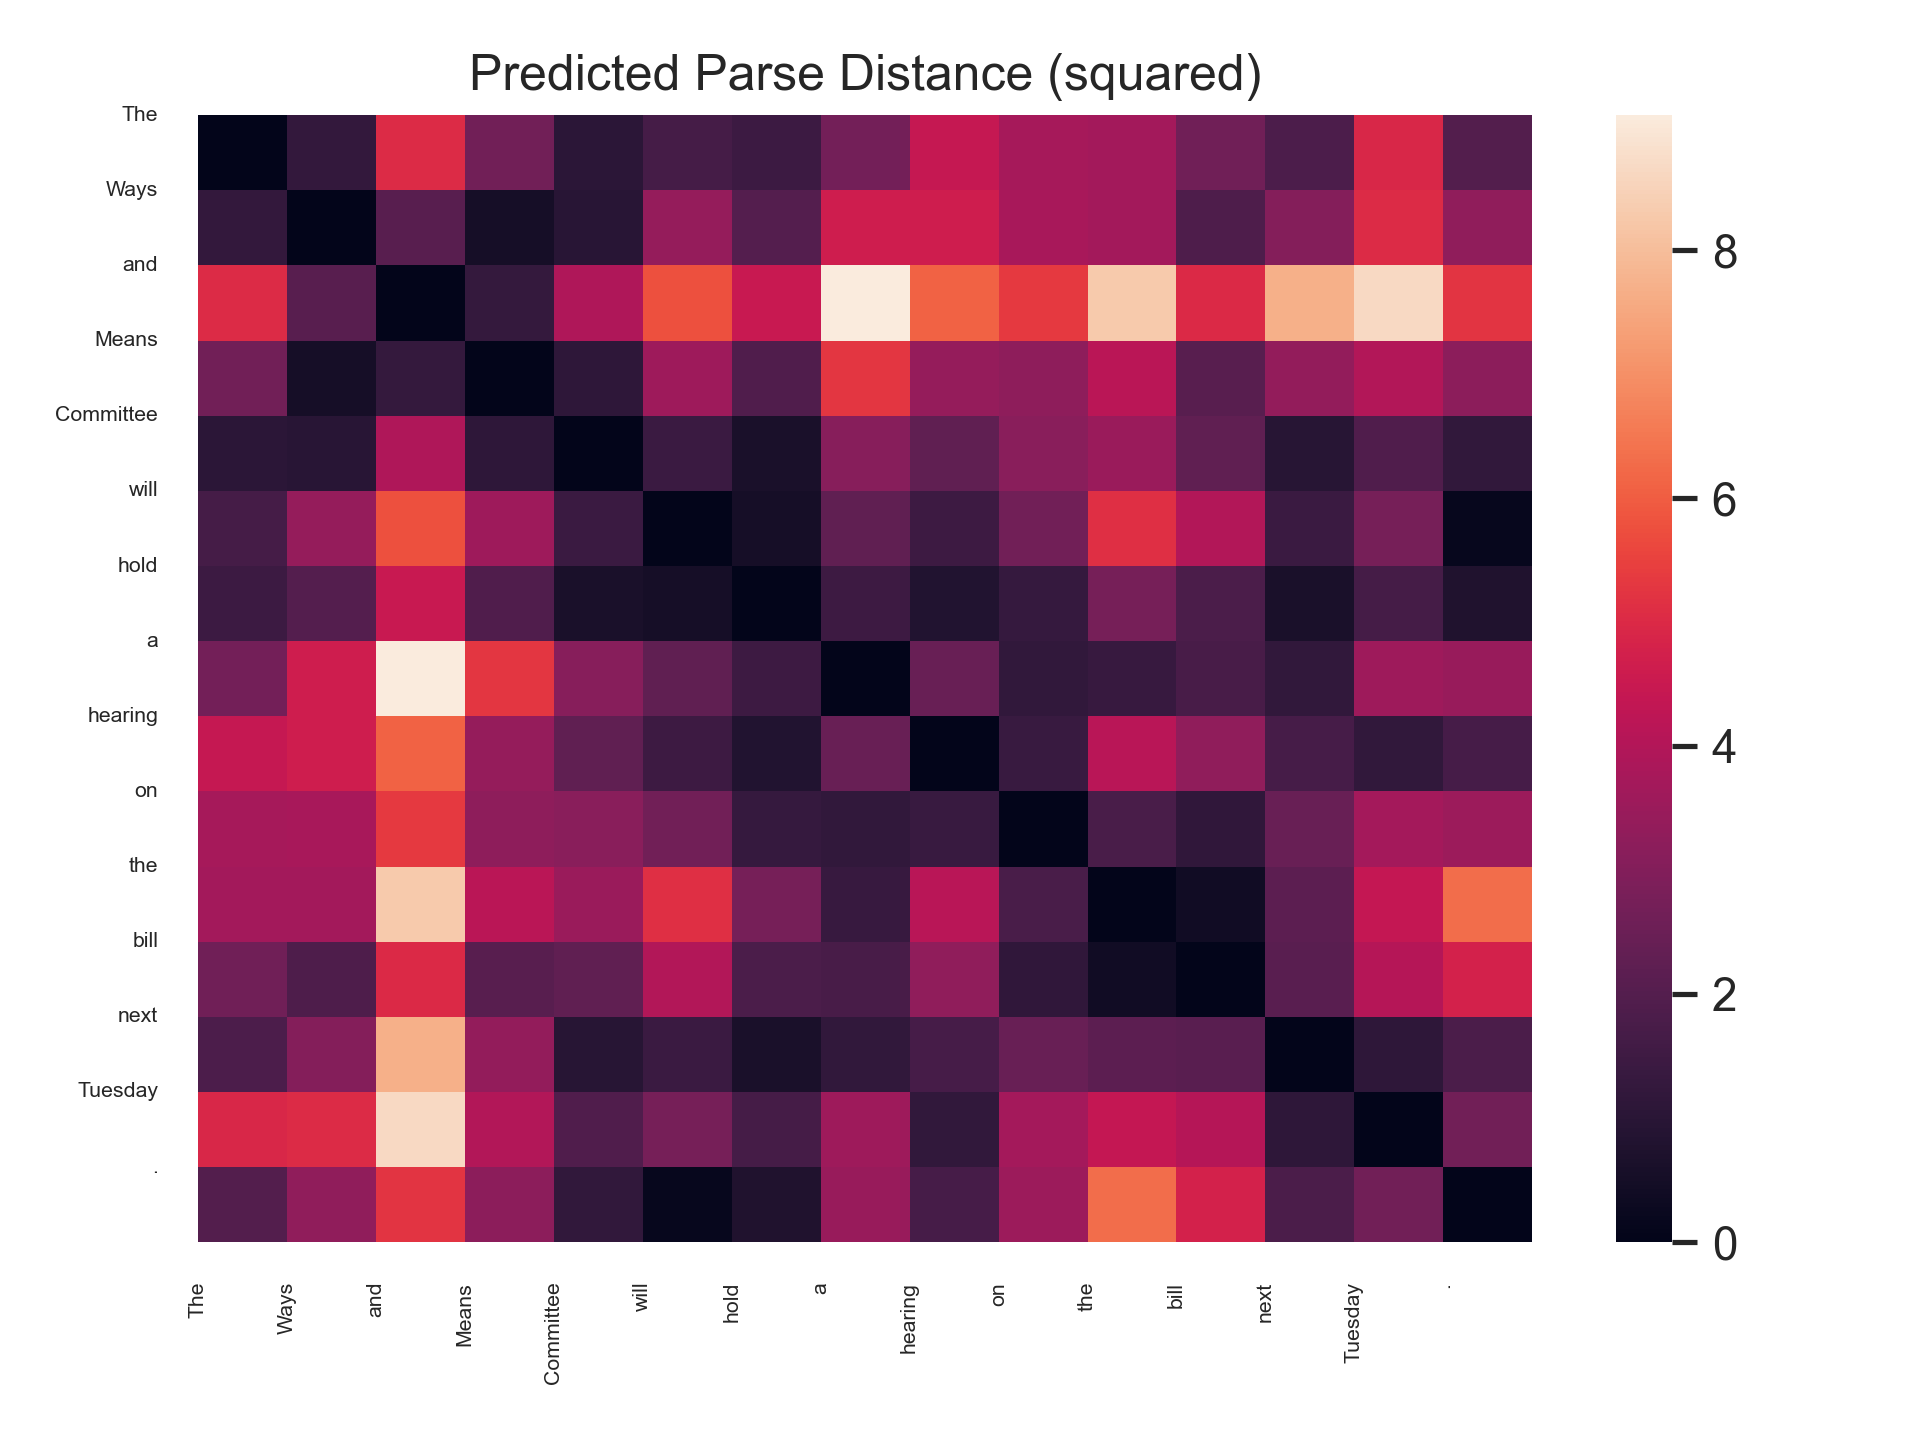 Predicted Parse Distance (squared)
The
Ways
and
Means
Committee
will
hold
a
hearing
on
the
bill
next
Tuesday
.
8
6
4
2
0
The
Ways
and
Means
Committee
will
hold
a
hearing
on
the
bill
next
Tuesday
.